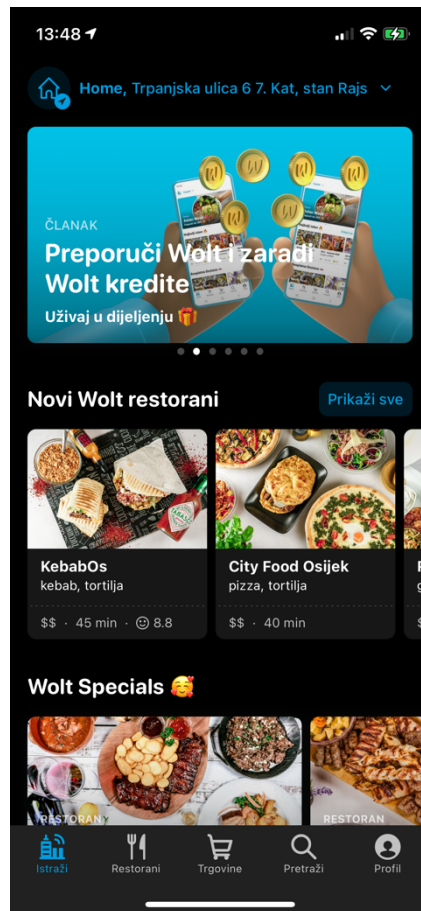 13:48
Home, Trpanjska ulica 6 7. Kat, stan Rajs
ČLANAK
Preporuči Wolt i zaradi
Wolt kredite
Uživaj u dijeljenju 🎁
Novi Wolt restorani
Prikaži sve
KebabOs
kebab, tortilja
$$ · 45 min · 8.8
City Food Osijek
pizza, tortilja
$$ · 40 min
Wolt Specials 🥰
RESTORAN
RESTORAN
Istraži
Restorani
Trgovine
Pretraži
Profil